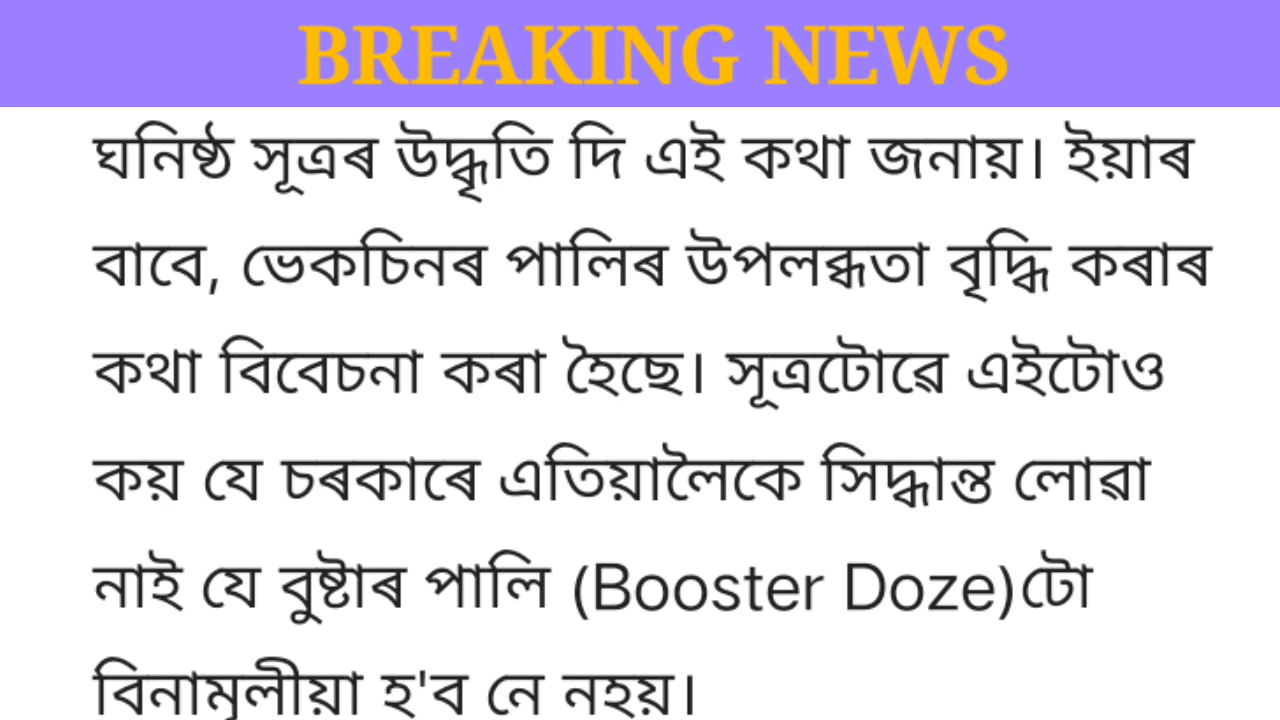 BREAKING NEWS
ঘনিষ্ঠ সূত্ৰৰ উদ্ধৃতি দি এই কথা জনায়। ইয়াৰ
বাবে, ভেকচিনৰ পালিৰ উপলব্ধতা বৃদ্ধি কৰাৰ
কথা বিবেচনা কৰা হৈছে। সূত্ৰটোৱে এইটোও
কয় যে চৰকাৰে এতিয়ালৈকে সিদ্ধান্ত লোৱা
নাই যে বুষ্টাৰ পালি (Booster Doze)টো
বিনামূলীয়া হ'ব নে নহয়।